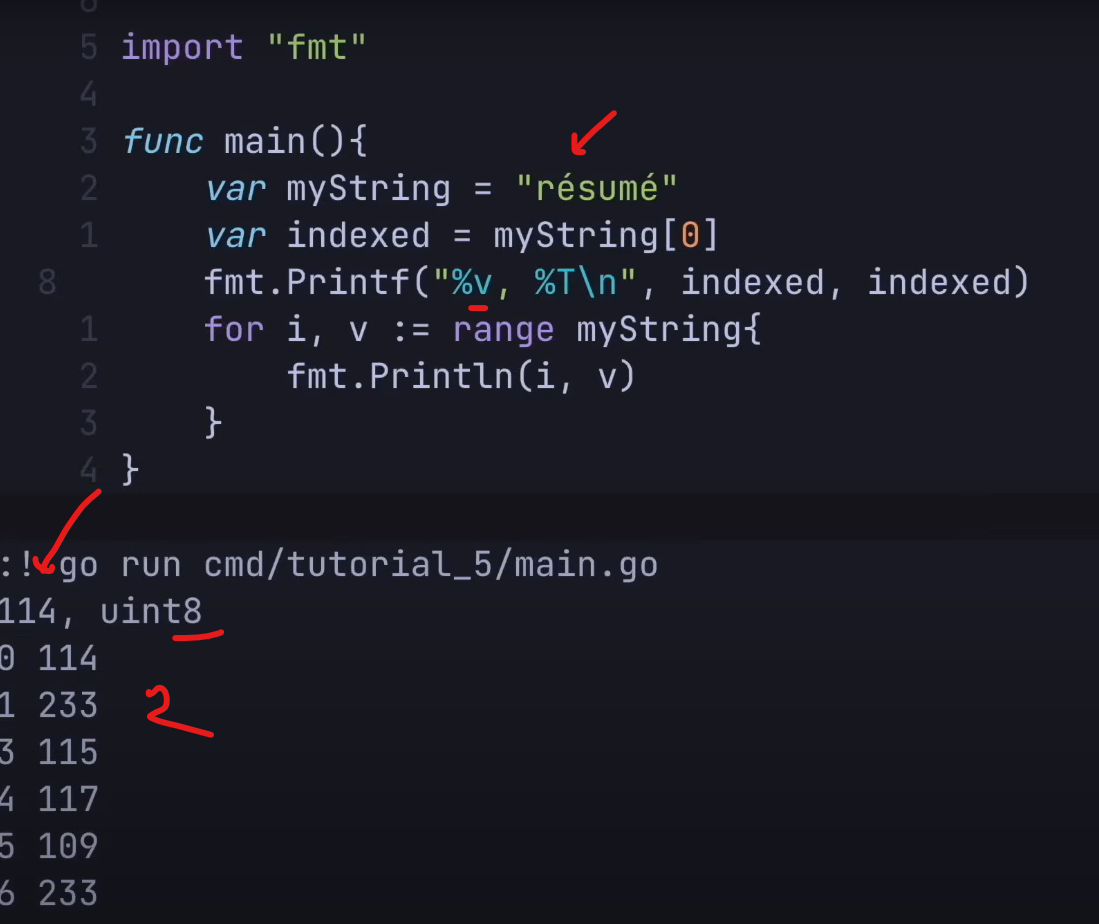 6
5 import "fmt"
4
3 func main(){
2 var myString = "résumé"
1 var indexed = myString[0]
8 fmt.Printf("%v, %T\n", indexed, indexed)
1 for i, v := range myString{
2 fmt.Println(i, v)
3 }
4 }
:! go run cmd/tutorial_5/main.go
114, uint8
0 114
1 233 2
3 115
4 117
5 109
6 233